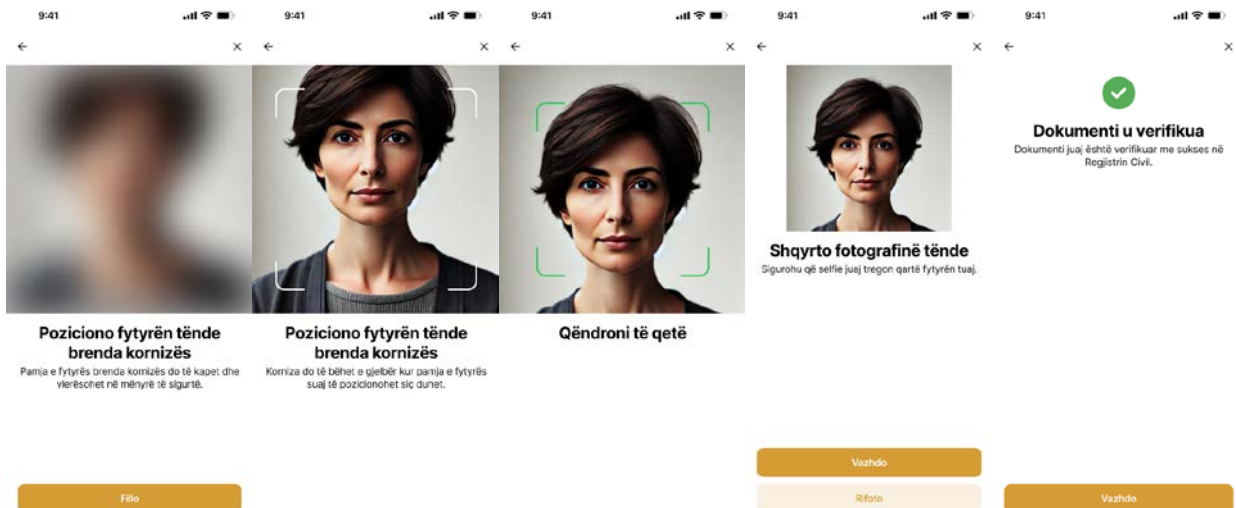 9:41
Poziciono fytyrën tënde
brenda kornizës
Pamja e fytyrës brenda kornizës do të kapet dhe
vlerësohet në mënyrë të sigurtë.
Fillo
9:41
Poziciono fytyrën tënde
brenda kornizës
Korniza do të bëhet e gjelbër kur pamja e fytyrës
suaj të pozicionohet siç duhet.
9:41
Qëndroni të qetë
9:41
Shqyrto fotografinë tënde
Sigurohu që selfie juaj tregon qartë fytyrën tuaj.
Vazhdo
Rifoto
9:41
Dokumenti u verifikua
Dokumenti juaj është verifikuar me sukses në
Regjistrin Civil.
Vazhdo